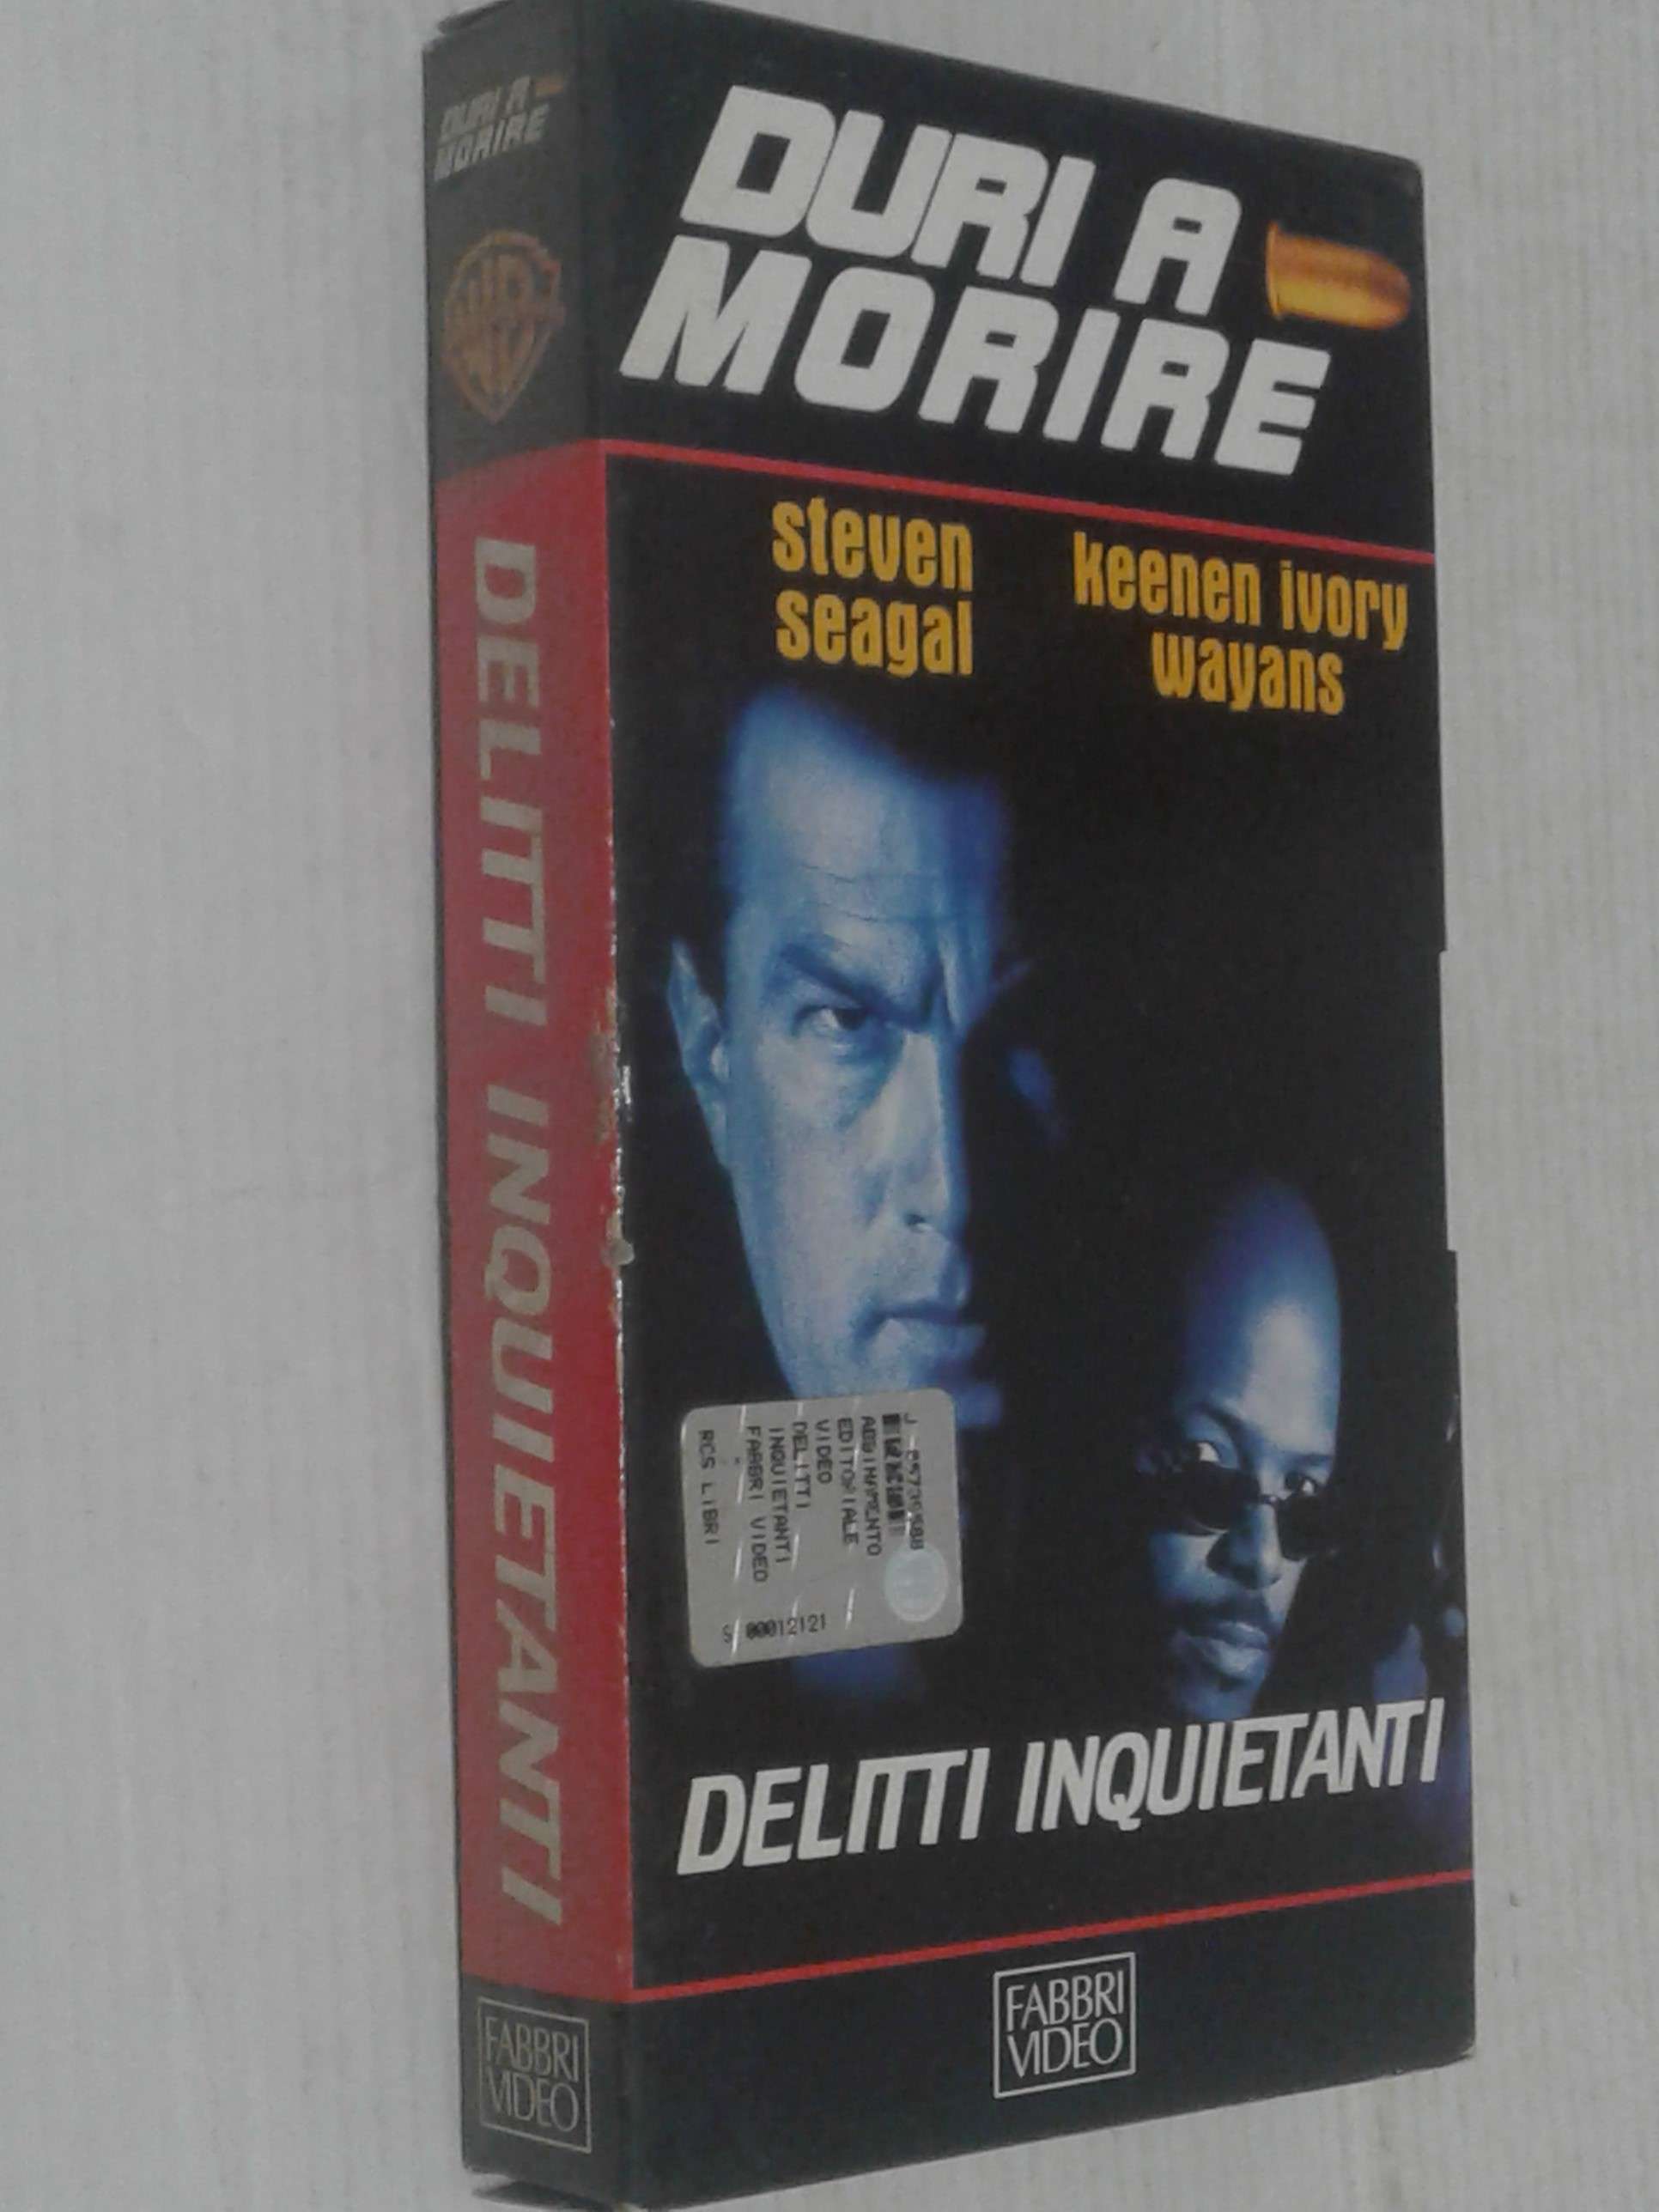 DURI A
MORIRE
DELITTI INQUIETANTI
FABBRI
VIDEO
DURI A
MORIRE
steven
seagal
keenen ivory
wayans
ABBINAMENTO
EDITORIALE
VIDEO
DELITTI
INQUIETANTI
FABBRI VIDEO
RCS LIBRI
S 00012121
DELITTI INQUIETANTI
FABBRI
VIDEO